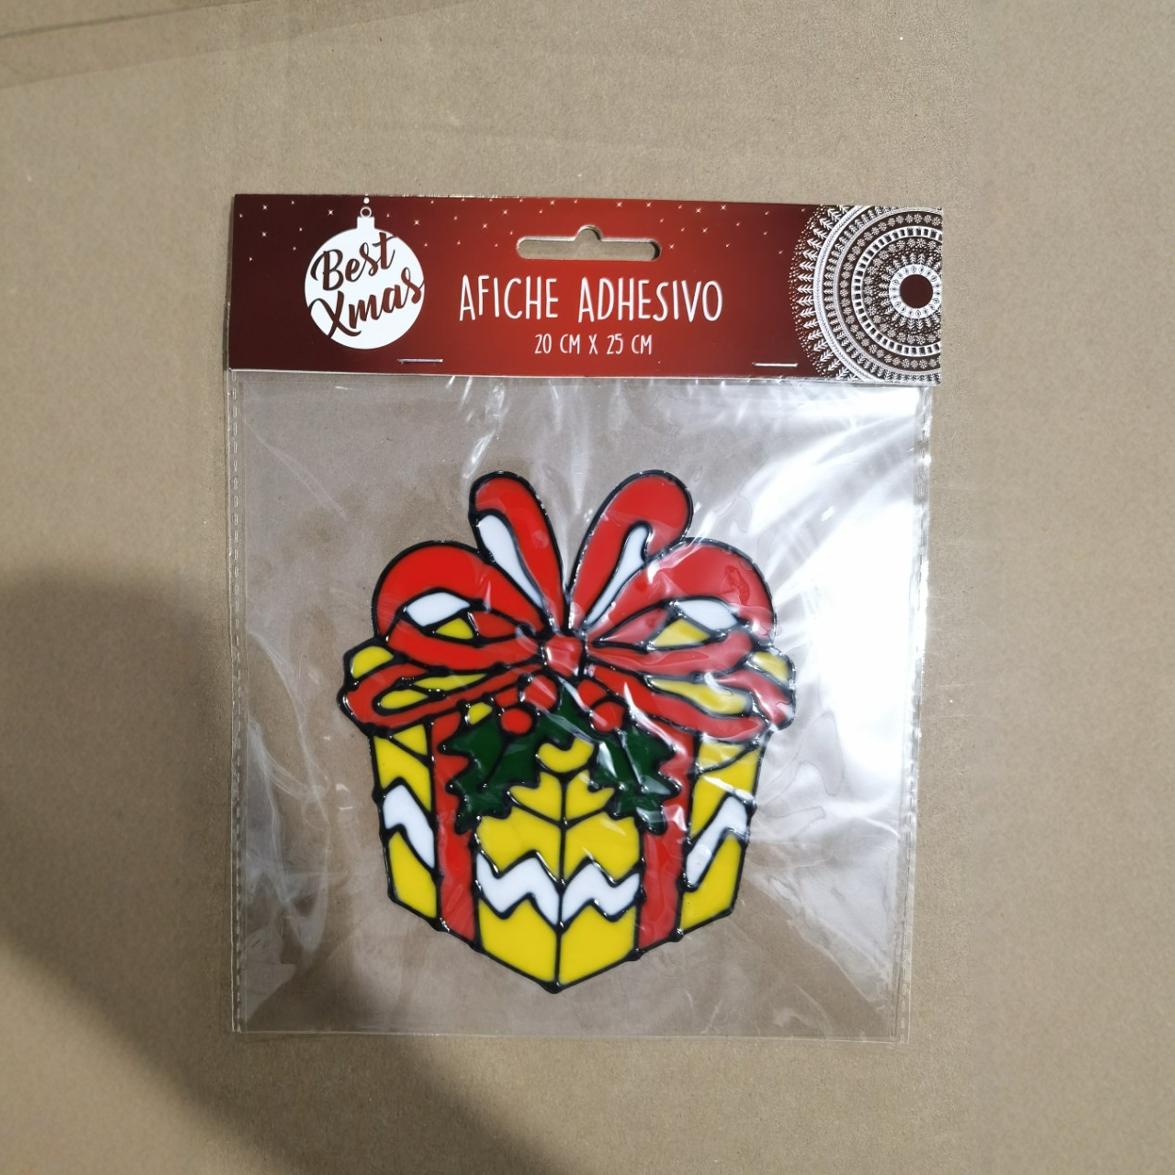 Best
Xmas
AFICHE ADHESIVO
20 CM X 25 CM